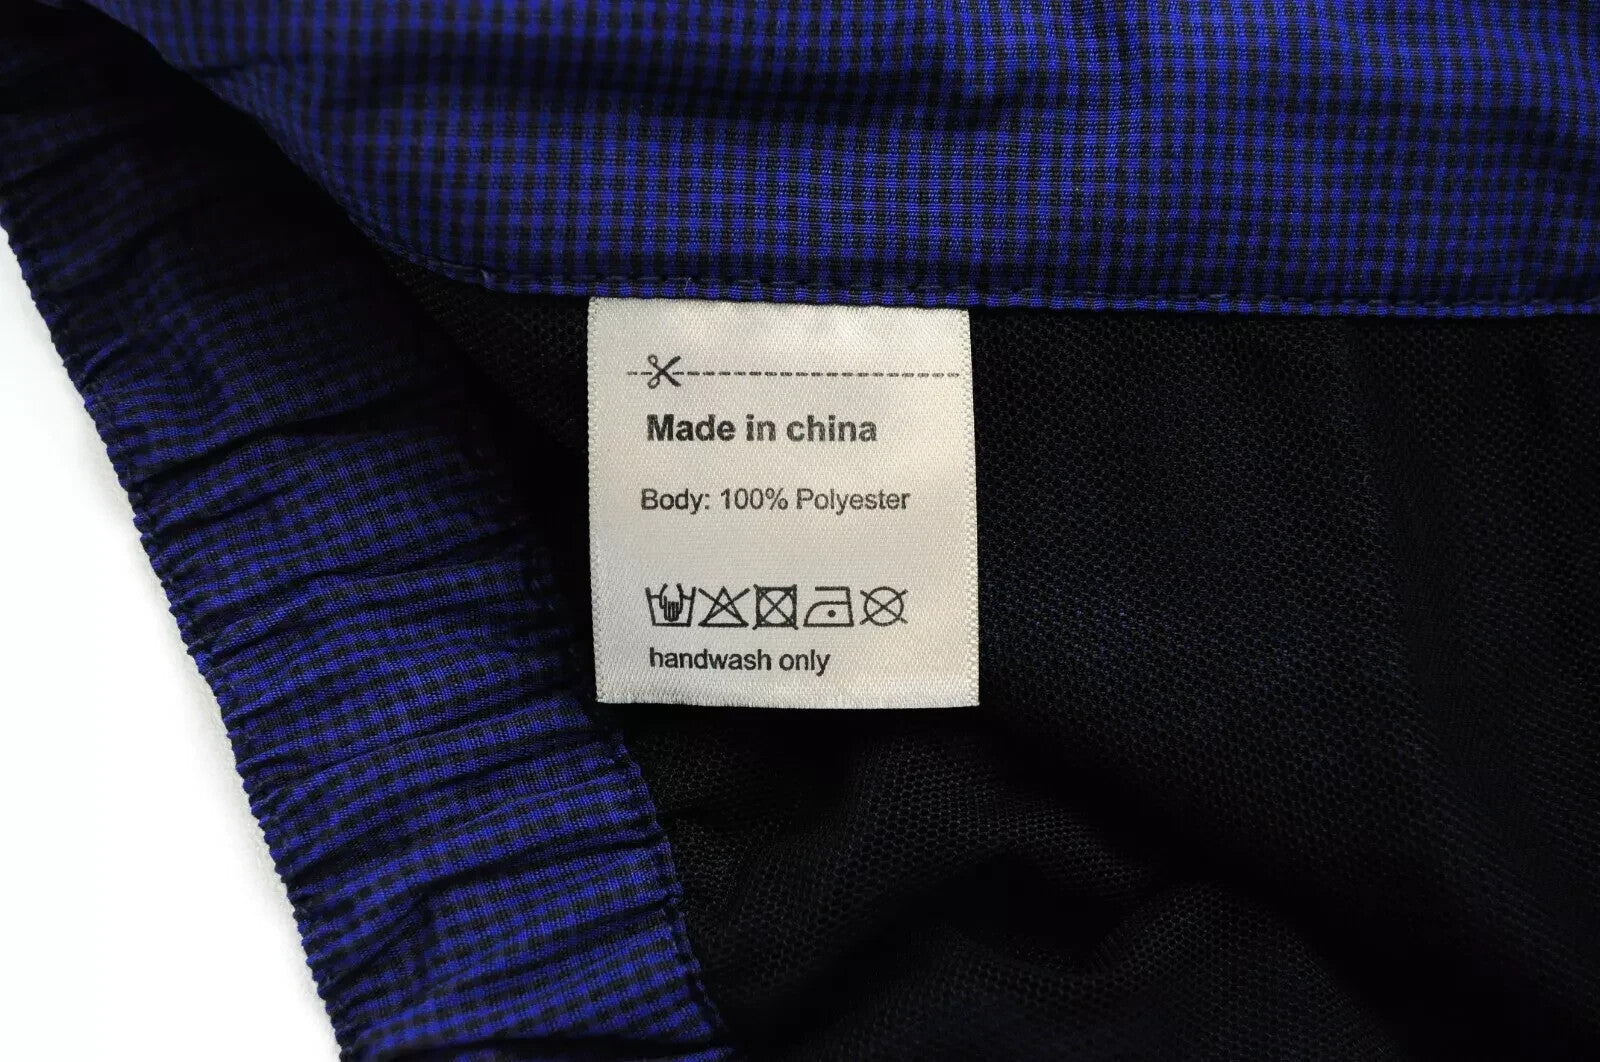 Made in china
Body: 100% Polyester
handwash only